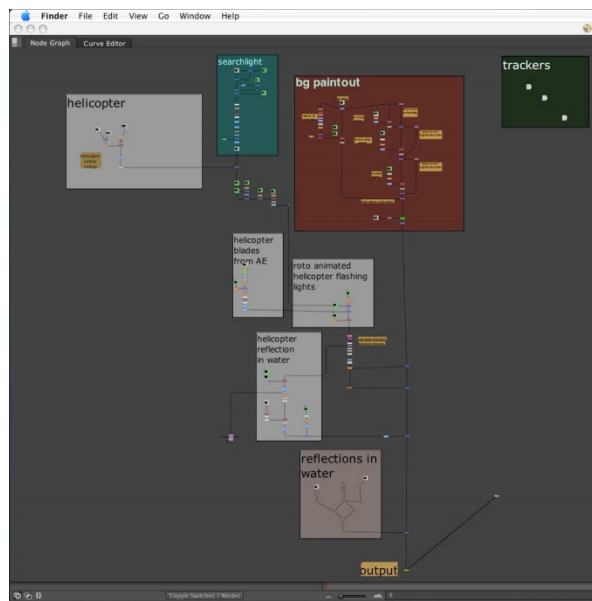 Finder File Edit View Go Window Help
Node Graph Curve Editor
searchlight
trackers
bg paintout
helicopter
helicopter
blades
from AE
roto animated
helicopter flashing
lights
helicopter
reflection
in water
reflections in
water
output
Toggle Switches / Modes